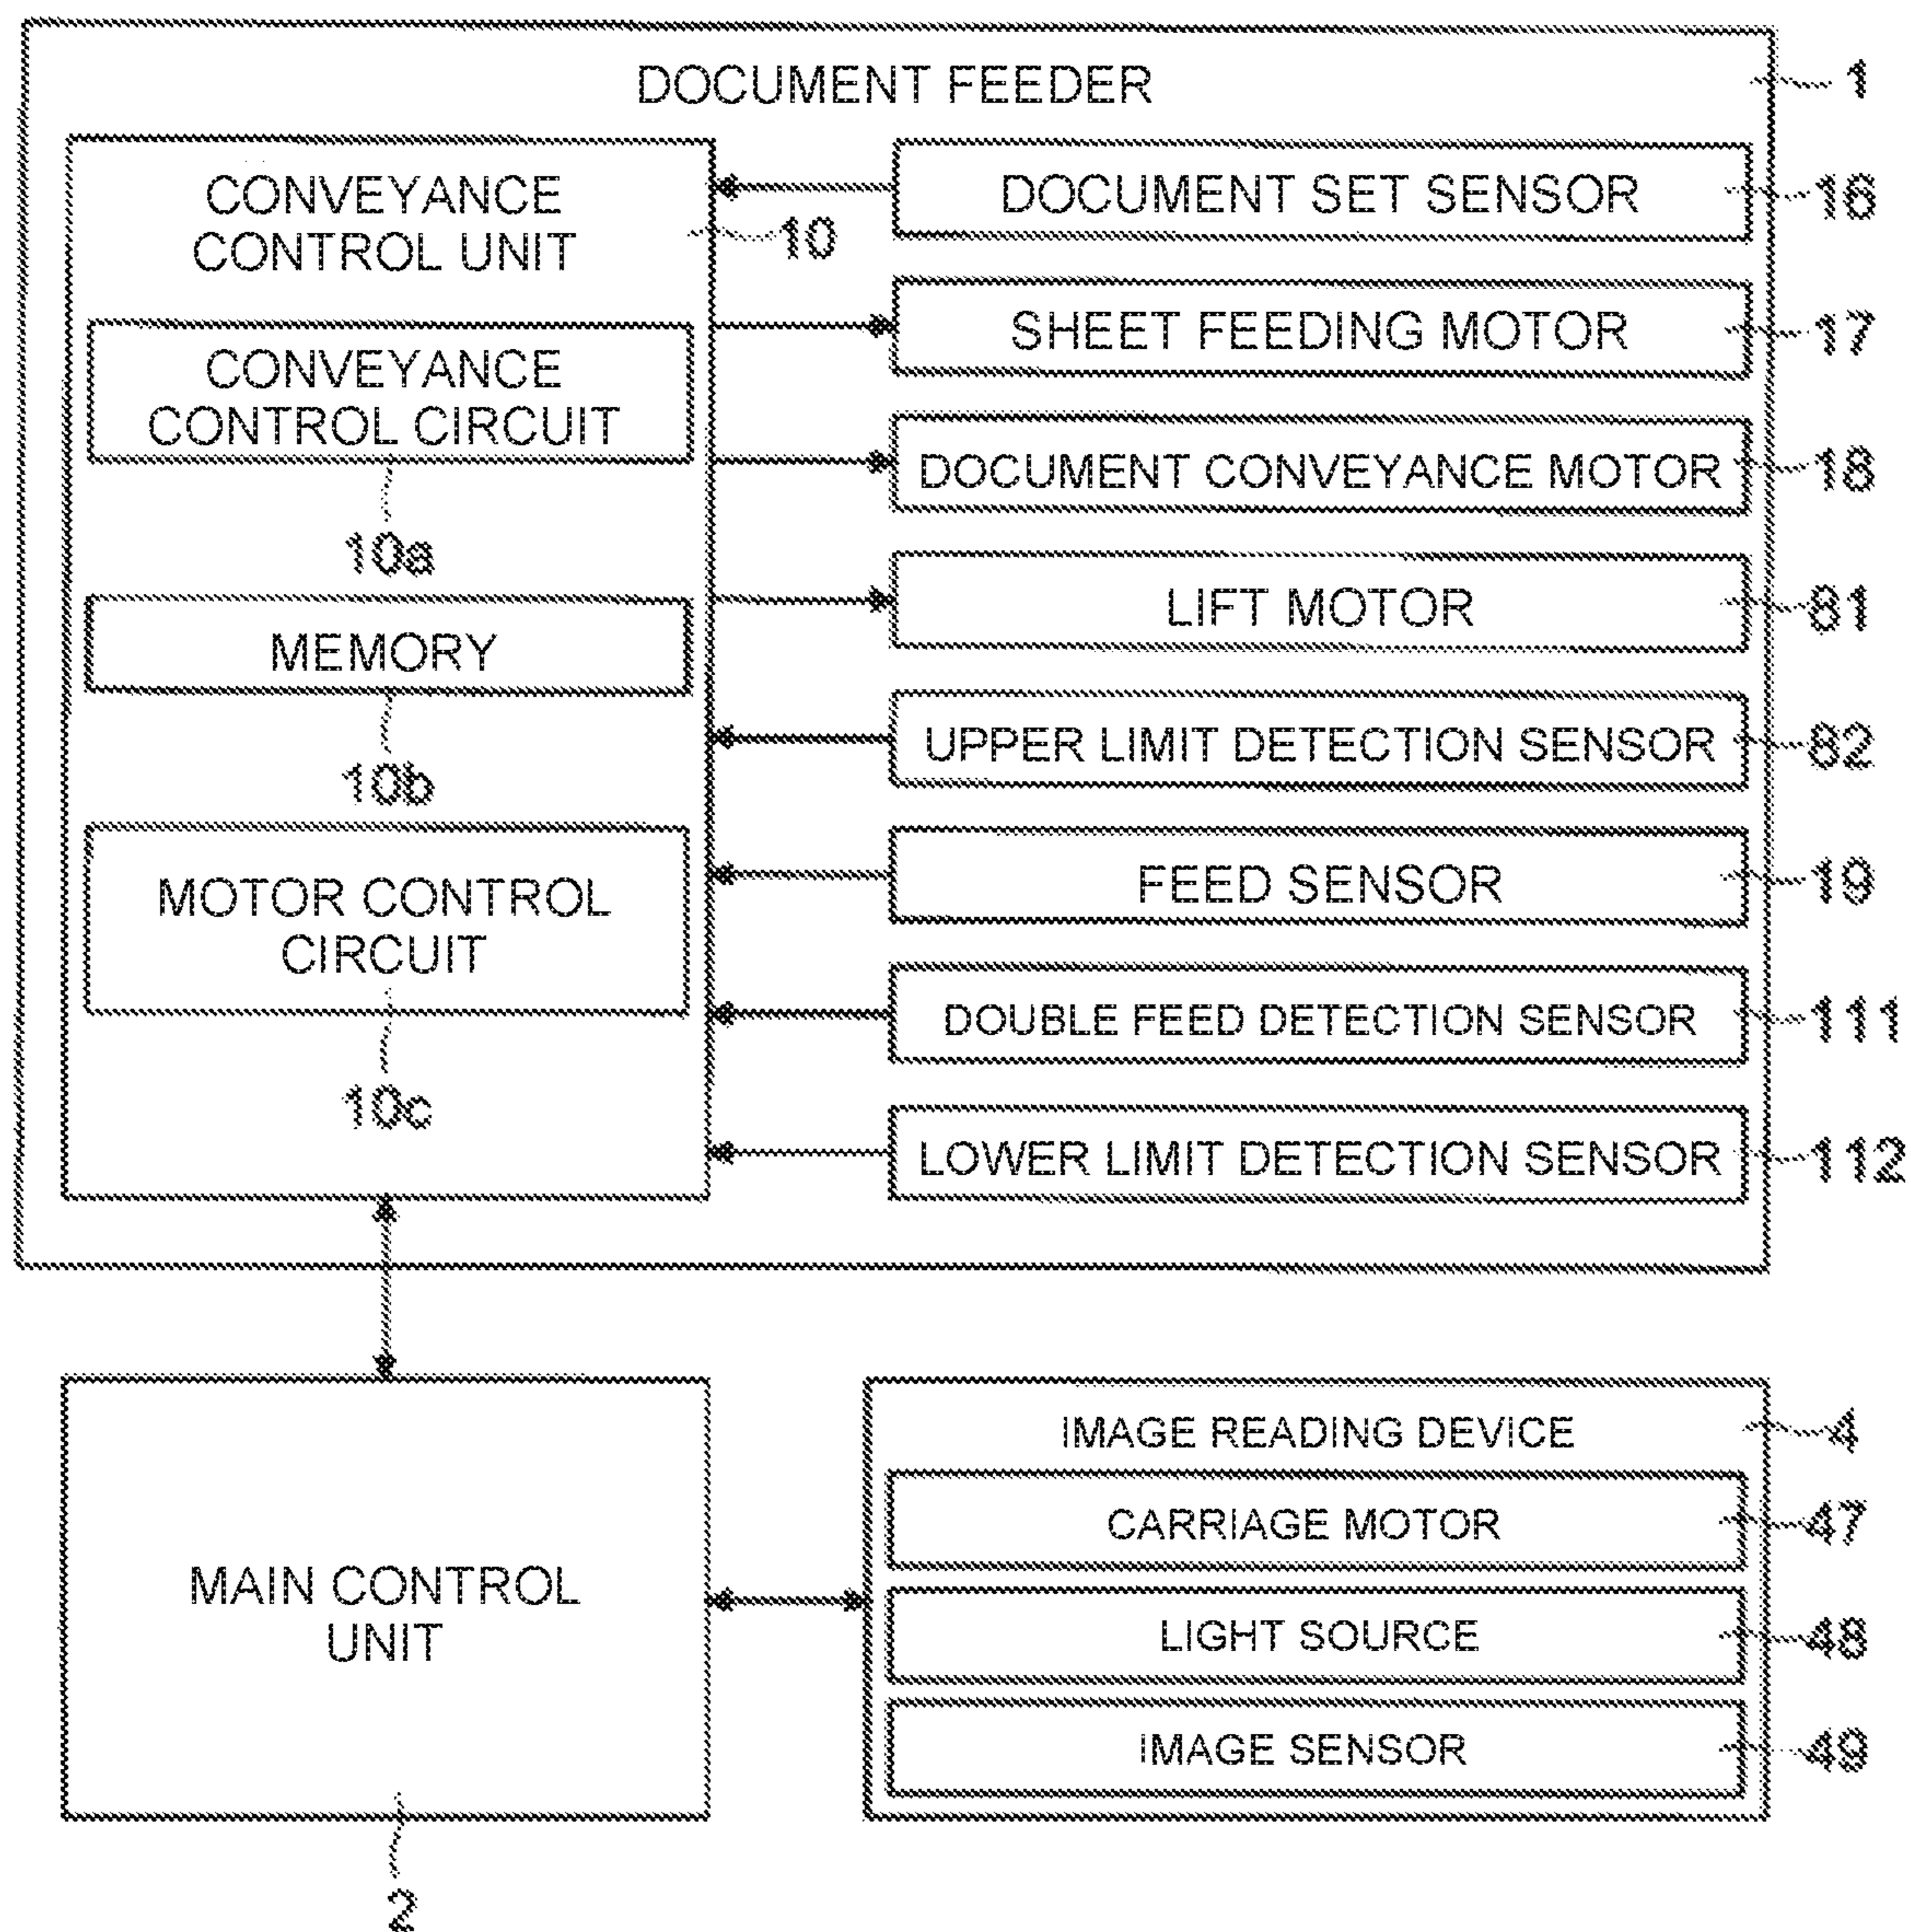 DOCUMENT FEEDER
1
CONVEYANCE
CONTROL UNIT
10
CONVEYANCE
CONTROL CIRCUIT
10a
MEMORY
10b
MOTOR CONTROL
CIRCUIT
10c
DOCUMENT SET SENSOR
16
SHEET FEEDING MOTOR
17
DOCUMENT CONVEYANCE MOTOR
18
LIFT MOTOR
81
UPPER LIMIT DETECTION SENSOR
82
FEED SENSOR
19
DOUBLE FEED DETECTION SENSOR
111
LOWER LIMIT DETECTION SENSOR
112
MAIN CONTROL
UNIT
2
IMAGE READING DEVICE
4
CARRIAGE MOTOR
47
LIGHT SOURCE
48
IMAGE SENSOR
49